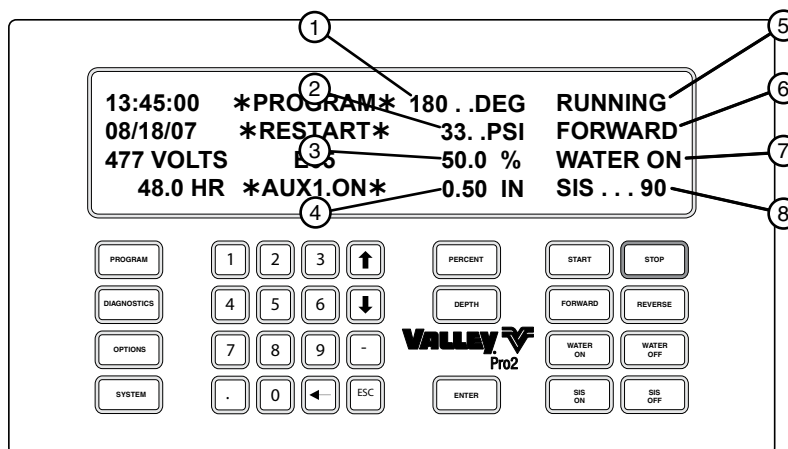 1
5
2
6
3
7
4
8
13:45:00 ∗PROGRAM∗ 180 . .DEG RUNNING
08/18/07 ∗RESTART∗ 33. .PSI FORWARD
477 VOLTS 50.0 % WATER ON
48.0 HR ∗AUX1.ON∗ 0.50 IN SIS . . . 90
PROGRAM 1 2 3 PERCENT START STOP
DIAGNOSTICS 4 5 6 DEPTH FORWARD REVERSE
OPTIONS 7 8 9 - VALLEY. WATER ON WATER OFF
Pro2
SYSTEM . 0 ESC ENTER SIS ON SIS OFF